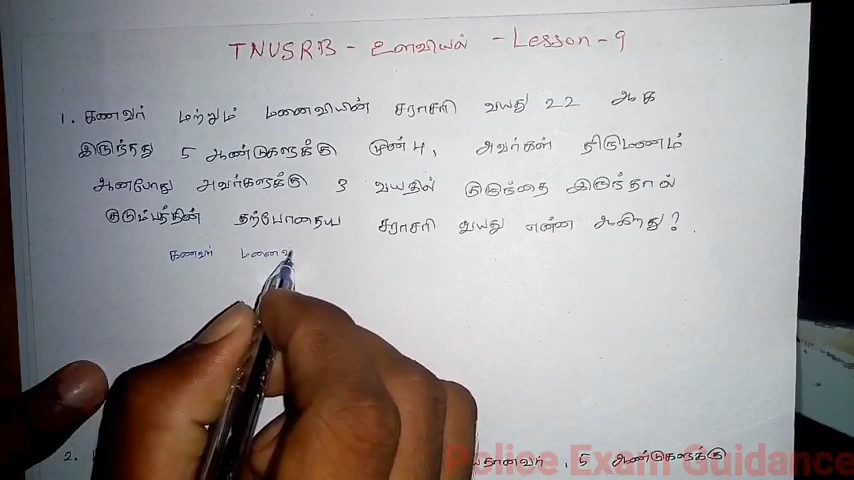 TNUSRB - உளவியல் - Lesson - 9
1. கணவர் மற்றும் மனைவியின் சராசரி வயது 22 ஆக
இருந்தது 5 ஆண்டுகளுக்கு முன்பு, அவர்கள் திருமணம்
ஆனபோது அவர்களுக்கு 3 வயதில் குழந்தை இருந்தால்
குடும்பத்தின் தற்போதைய சராசரி வயது என்ன ஆகிறது?
கணவர் மனைவ
2. 5 ஆண்டுகளுக்கு
Police Exam Guidance